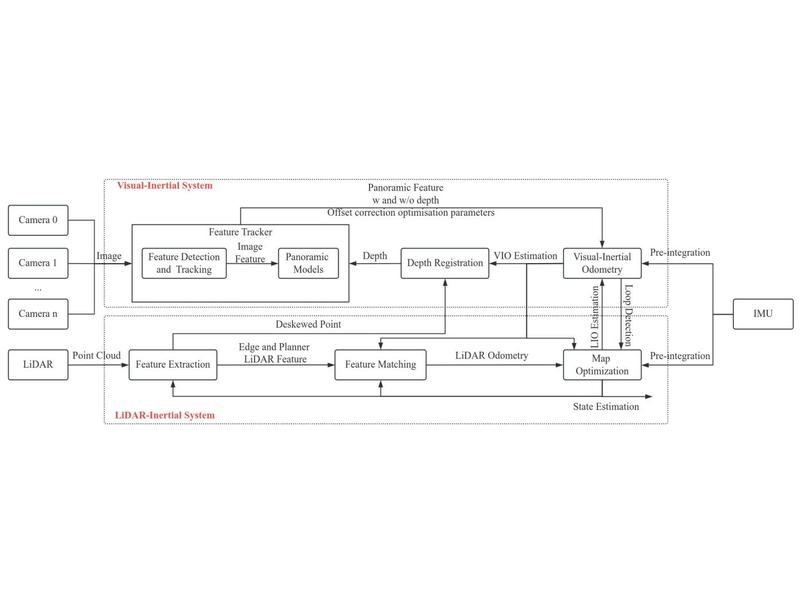 Visual-Inertial System
Panoramic Feature
w and w/o depth
Offset correction optimisation parameters
Camera 0
Camera 1
...
Camera n
Image
Feature Tracker
Feature Detection
and Tracking
Image
Feature
Panoramic
Models
Depth
Depth Registration
VIO Estimation
Visual-Inertial
Odometry
Pre-integration
IMU
LIO Estimation
Loop Detection
Deskewed Point
LiDAR
Point Cloud
Feature Extraction
Edge and Planner
LiDAR Feature
Feature Matching
LiDAR Odometry
Map
Optimization
Pre-integration
State Estimation
LiDAR-Inertial System